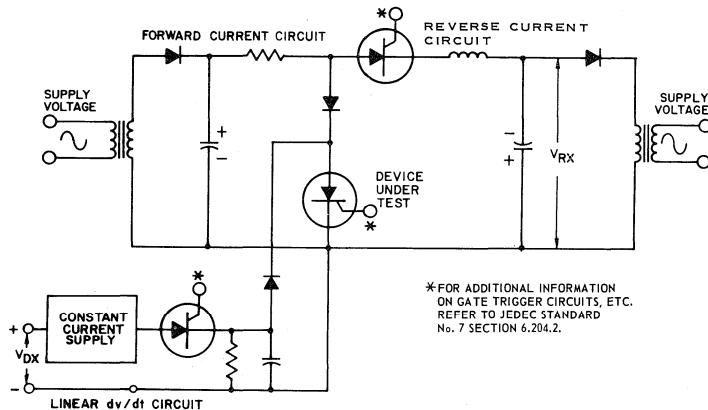 FORWARD CURRENT CIRCUIT
*
REVERSE CURRENT
CIRCUIT
SUPPLY
VOLTAGE
+
-
-
+
VRX
SUPPLY
VOLTAGE
DEVICE
UNDER
TEST
*
*
*FOR ADDITIONAL INFORMATION
ON GATE TRIGGER CIRCUITS, ETC.
REFER TO JEDEC STANDARD
No. 7 SECTION 6.204.2.
CONSTANT
CURRENT
SUPPLY
+
VDX
-
LINEAR dv/dt CIRCUIT